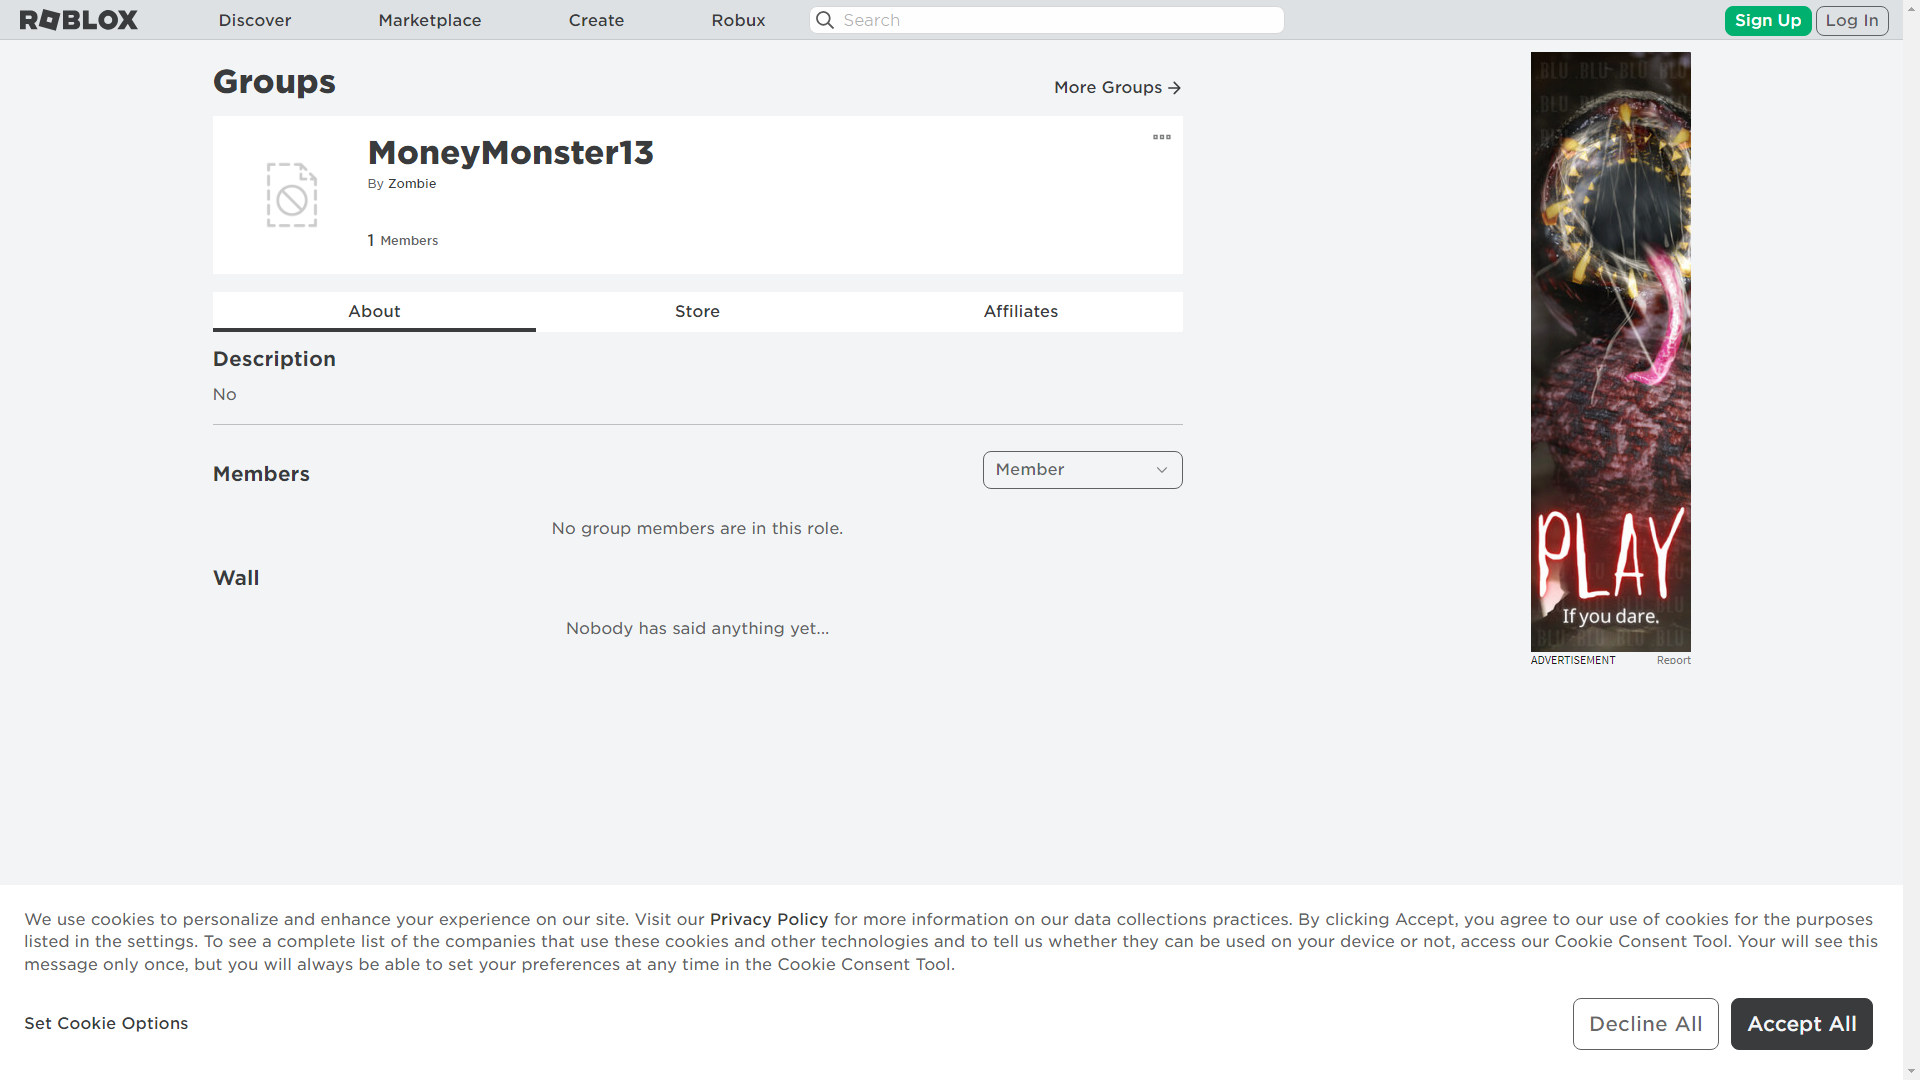 ROBLOX
Discover
Marketplace
Create
Robux
Search
Sign Up
Log In
Groups
More Groups
MoneyMonster13
By Zombie
1 Members
About
Store
Affiliates
Description
No
Members
Member
No group members are in this role.
Wall
Nobody has said anything yet...
PLAY
If you dare.
ADVERTISEMENT
Report
We use cookies to personalize and enhance your experience on our site. Visit our Privacy Policy for more information on our data collections practices. By clicking Accept, you agree to our use of cookies for the purposes
listed in the settings. To see a complete list of the companies that use these cookies and other technologies and to tell us whether they can be used on your device or not, access our Cookie Consent Tool. Your will see this
message only once, but you will always be able to set your preferences at any time in the Cookie Consent Tool.
Set Cookie Options
Decline All
Accept All